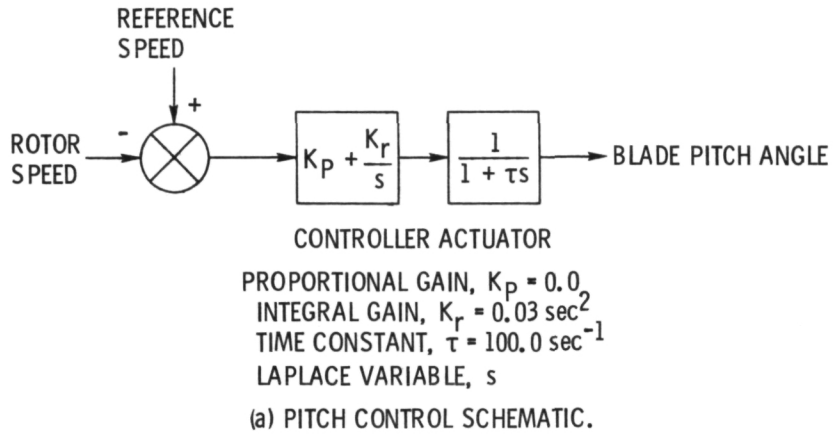 REFERENCE
SPEED
+
-
ROTOR
SPEED
K_P + K_r/s
1/(1 + τs)
BLADE PITCH ANGLE
CONTROLLER ACTUATOR
PROPORTIONAL GAIN, K_P = 0.0
INTEGRAL GAIN, K_r = 0.03 sec^2
TIME CONSTANT, τ = 100.0 sec^-1
LAPLACE VARIABLE, s
(a) PITCH CONTROL SCHEMATIC.